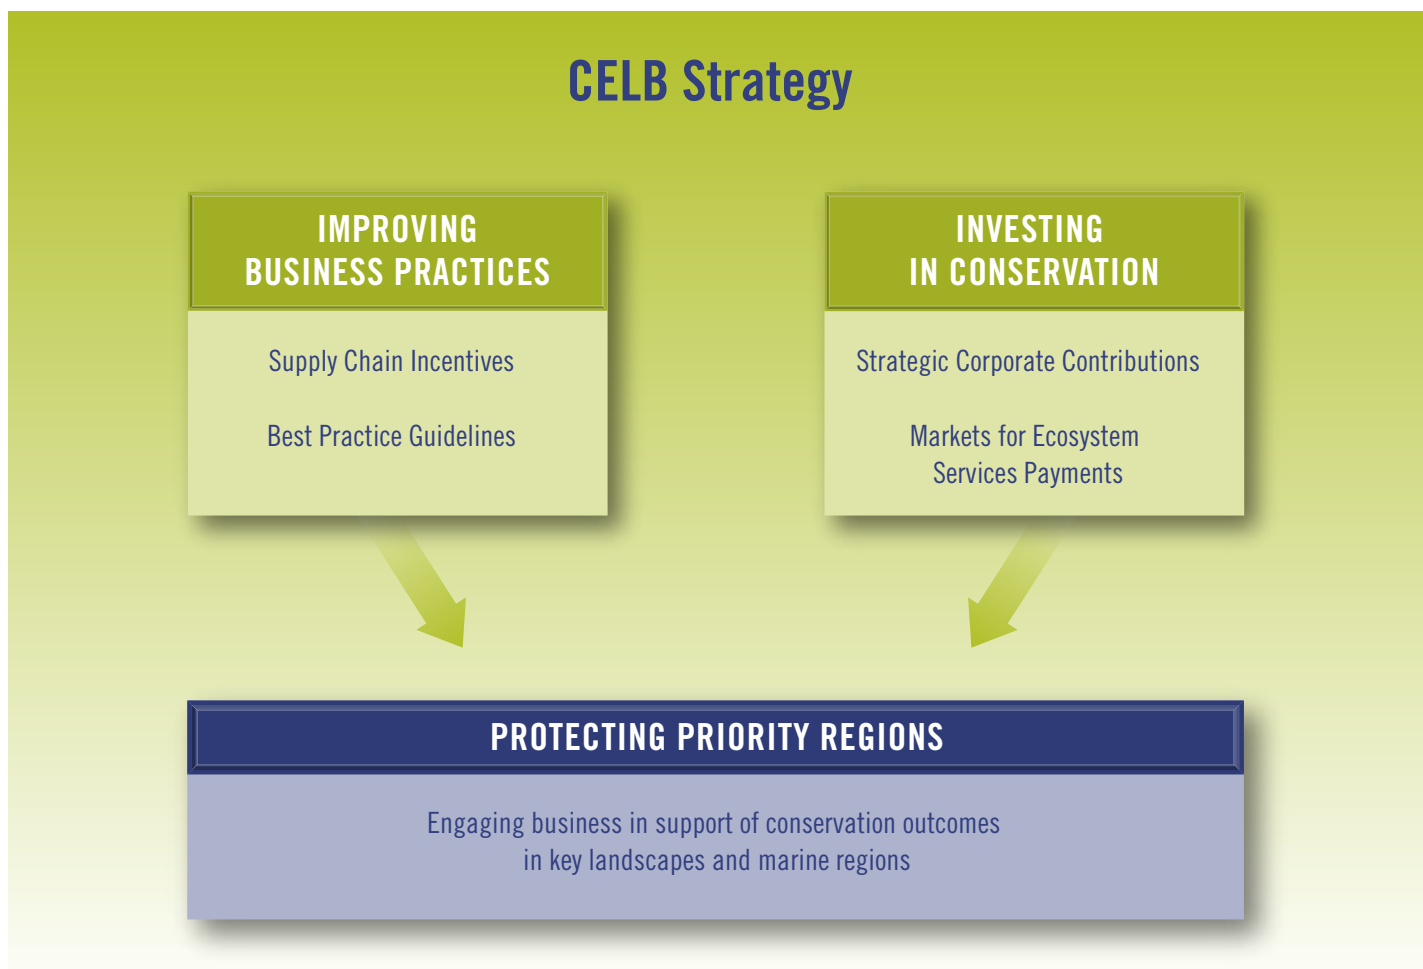 CELB Strategy
IMPROVING
BUSINESS PRACTICES
Supply Chain Incentives
Best Practice Guidelines
INVESTING
IN CONSERVATION
Strategic Corporate Contributions
Markets for Ecosystem
Services Payments
PROTECTING PRIORITY REGIONS
Engaging business in support of conservation outcomes
in key landscapes and marine regions